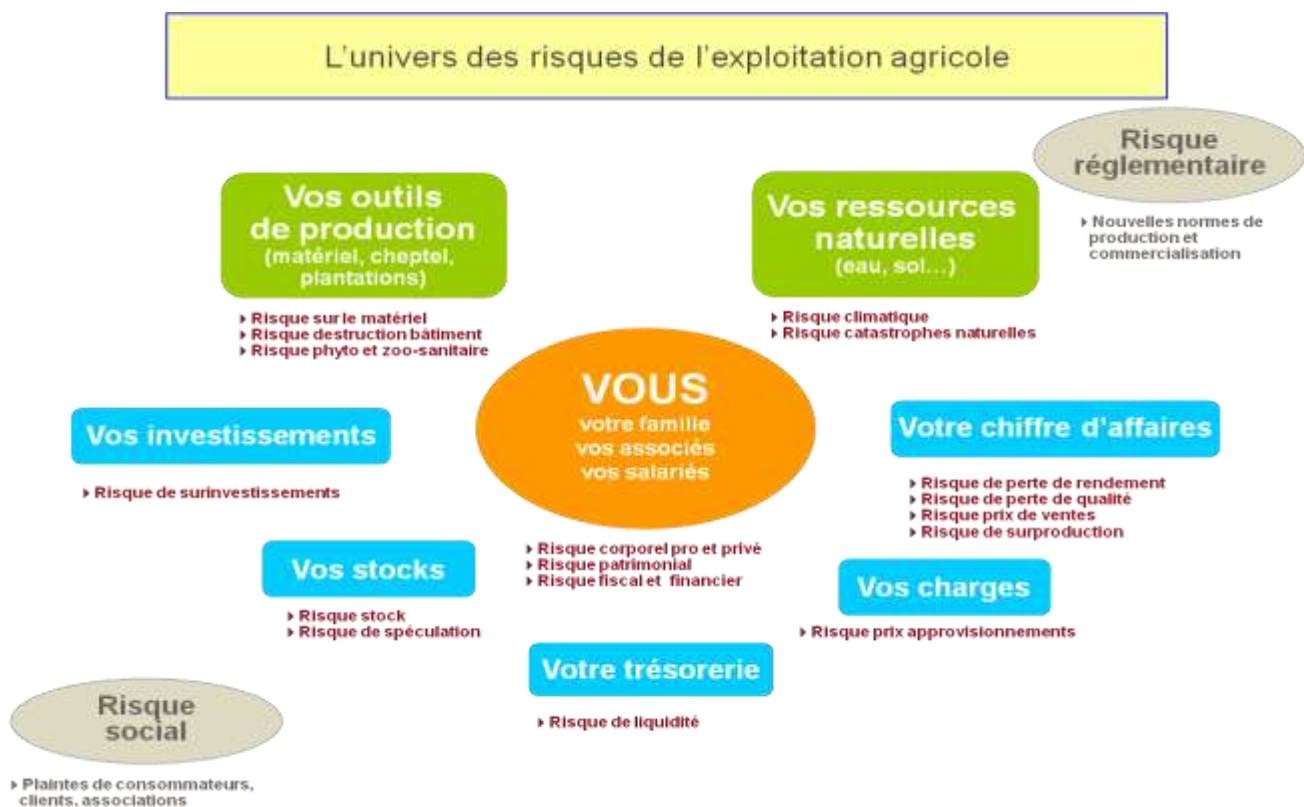 L'univers des risques de l'exploitation agricole
Risque
réglementaire
▸ Nouvelles normes de
production et
commercialisation
Vos outils
de production
(matériel, cheptel,
plantations)
▸ Risque sur le matériel
▸ Risque destruction bâtiment
▸ Risque phyto et zoo-sanitaire
Vos ressources
naturelles
(eau, sol…)
▸ Risque climatique
▸ Risque catastrophes naturelles
VOUS
votre famille
vos associés
vos salariés
▸ Risque corporel pro et privé
▸ Risque patrimonial
▸ Risque fiscal et financier
Vos investissements
▸ Risque de surinvestissements
Votre chiffre d'affaires
▸ Risque de perte de rendement
▸ Risque de perte de qualité
▸ Risque prix de ventes
▸ Risque de surproduction
Vos stocks
▸ Risque stock
▸ Risque de spéculation
Vos charges
▸ Risque prix approvisionnements
Votre trésorerie
▸ Risque de liquidité
Risque
social
▸ Plaintes de consommateurs,
clients, associations